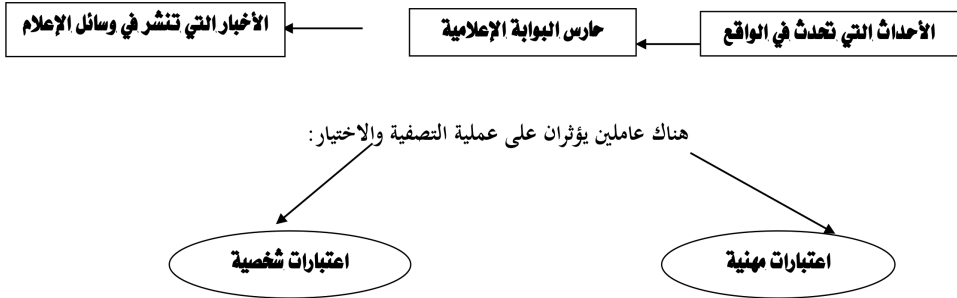 الأحداث التي تحدث في الواقع
حارس البوابة الإعلامية
الأخبار التي تنشر في وسائل الإعلام
هناك عاملين يؤثران على عملية التصفية والاختيار:
اعتبارات مهنية
اعتبارات شخصية